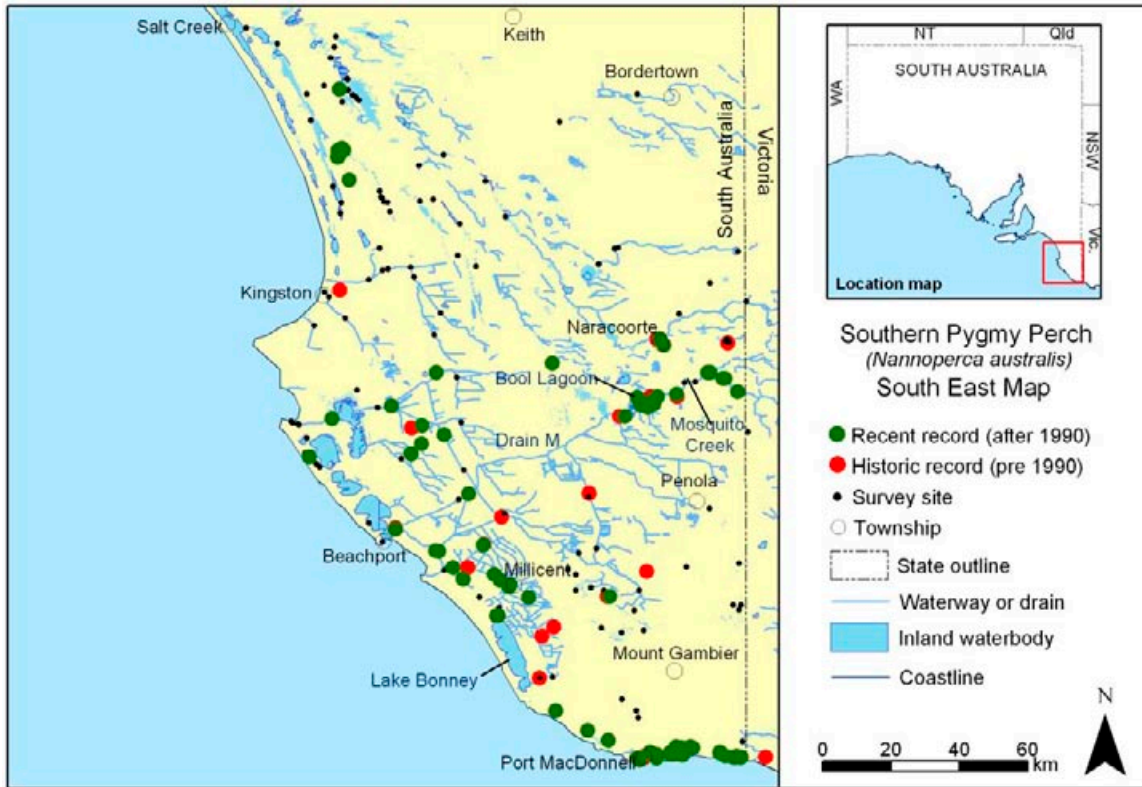 Salt Creek
Keith
Bordertown
South Australia
Victoria
Kingston
Naracoorte
Bool Lagoon
Mosquito
Creek
Drain M
Penola
Beachport
Millicent
Mount Gambier
Lake Bonney
Port MacDonnell
NT
Qld
SOUTH AUSTRALIA
WA
NSW
Vic.
Location map
Southern Pygmy Perch
(Nannoperca australis)
South East Map
Recent record (after 1990)
Historic record (pre 1990)
Survey site
Township
State outline
Waterway or drain
Inland waterbody
Coastline
N
0 20 40 60
km